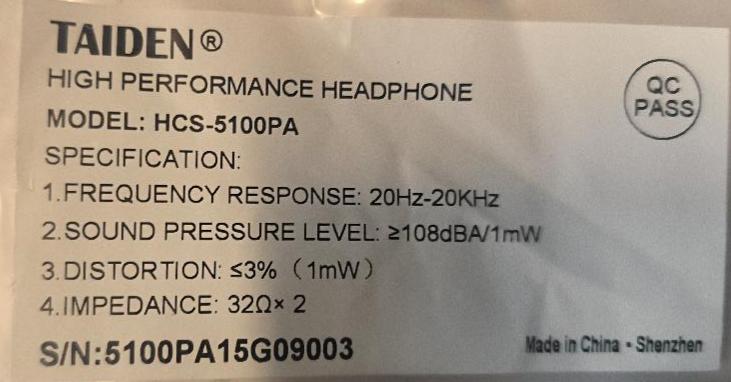 TAIDEN®
HIGH PERFORMANCE HEADPHONE
QC
PASS
MODEL: HCS-5100PA
SPECIFICATION:
1.FREQUENCY RESPONSE: 20Hz-20KHz
2.SOUND PRESSURE LEVEL: ≥108dBA/1mW
3.DISTORTION: ≤3%（1mW）
4.IMPEDANCE: 32Ω× 2
S/N:5100PA15G09003
Made in China • Shenzhen